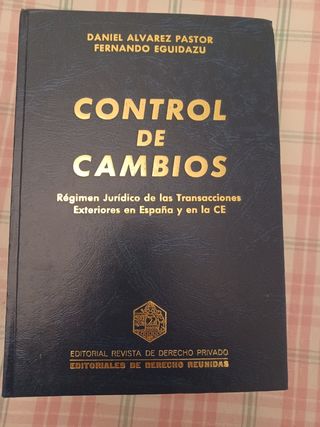 DANIEL ALVAREZ PASTOR
FERNANDO EGUIDAZU
CONTROL
DE
CAMBIOS
Régimen Jurídico de las Transacciones
Exteriores en España y en la CE
EDITORIAL REVISTA DE DERECHO PRIVADO
EDITORIALES DE DERECHO REUNIDAS